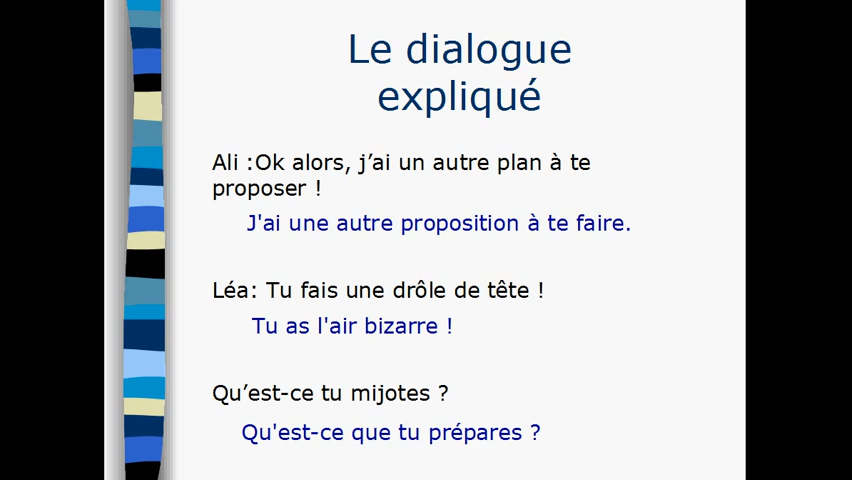 Le dialogue
expliqué
Ali :Ok alors, j’ai un autre plan à te
proposer !
J'ai une autre proposition à te faire.
Léa: Tu fais une drôle de tête !
Tu as l'air bizarre !
Qu’est-ce tu mijotes ?
Qu'est-ce que tu prépares ?